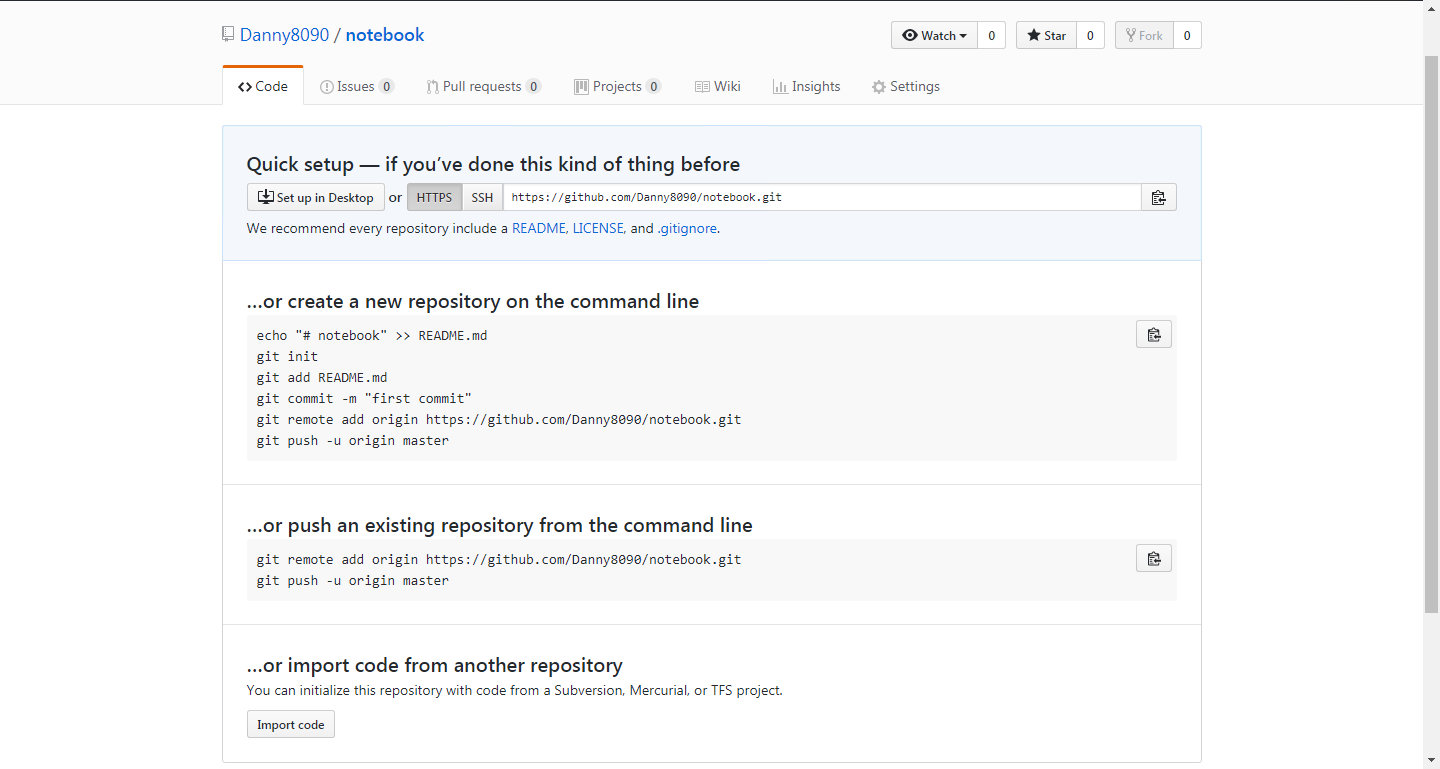 Danny8090 / notebook
Watch 0 Star 0 Fork 0
Code Issues 0 Pull requests 0 Projects 0 Wiki Insights Settings
Quick setup — if you’ve done this kind of thing before
Set up in Desktop or HTTPS SSH https://github.com/Danny8090/notebook.git
We recommend every repository include a README, LICENSE, and .gitignore.
…or create a new repository on the command line
echo "# notebook" >> README.md
git init
git add README.md
git commit -m "first commit"
git remote add origin https://github.com/Danny8090/notebook.git
git push -u origin master
…or push an existing repository from the command line
git remote add origin https://github.com/Danny8090/notebook.git
git push -u origin master
…or import code from another repository
You can initialize this repository with code from a Subversion, Mercurial, or TFS project.
Import code